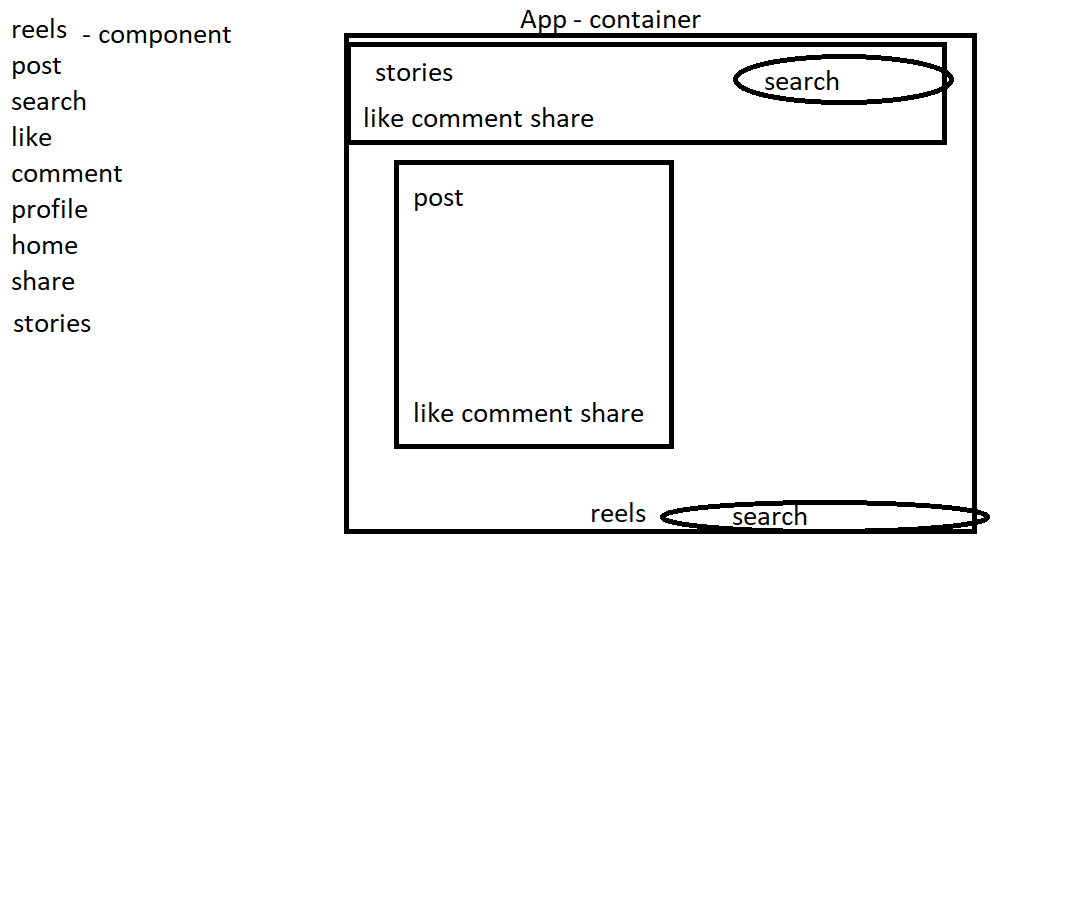 reels - component
post
search
like
comment
profile
home
share
stories
App - container
stories
search
like comment share
post
like comment share
reels
search